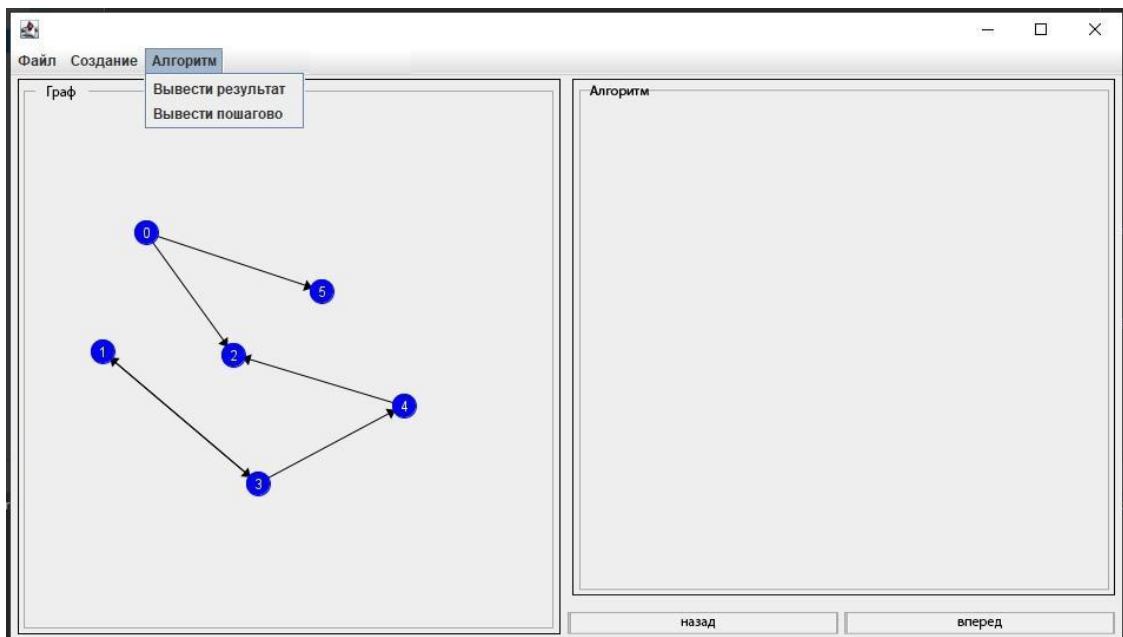 Файл Создание Алгоритм
Вывести результат
Вывести пошагово
Граф
Алгоритм
0
5
1
2
4
3
назад
вперед